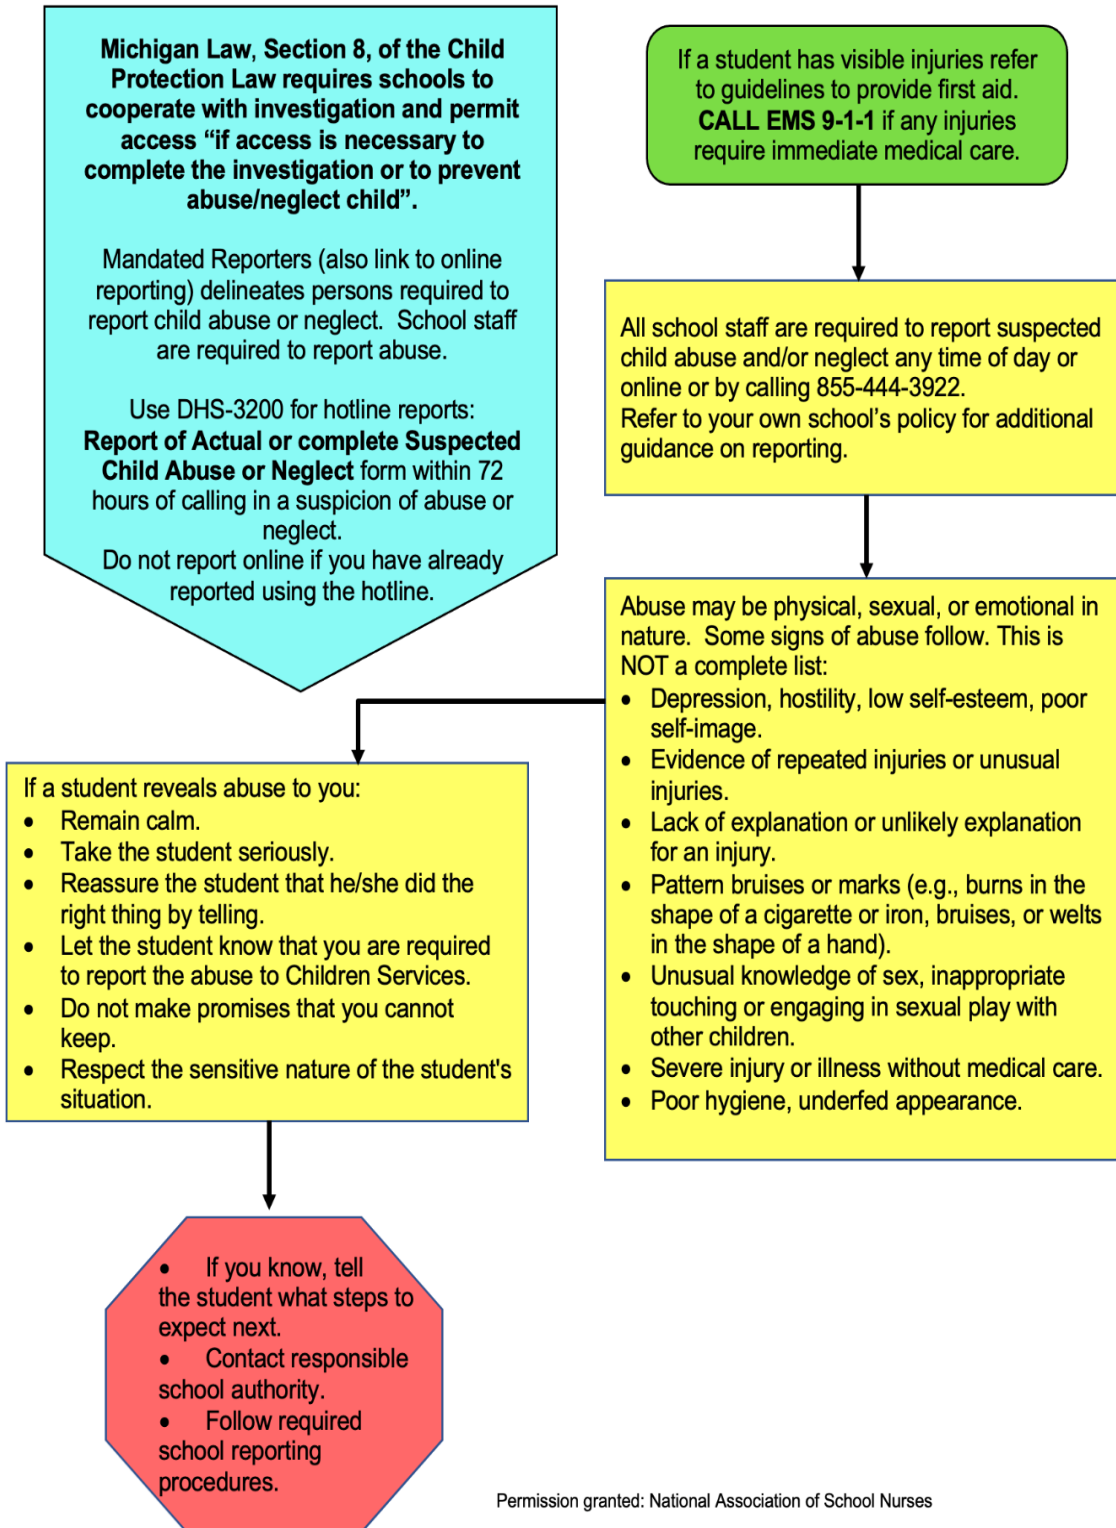 Michigan Law, Section 8, of the Child
Protection Law requires schools to
cooperate with investigation and permit
access “if access is necessary to
complete the investigation or to prevent
abuse/neglect child”.
Mandated Reporters (also link to online
reporting) delineates persons required to
report child abuse or neglect.  School staff
are required to report abuse.
Use DHS-3200 for hotline reports:
Report of Actual or complete Suspected
Child Abuse or Neglect form within 72
hours of calling in a suspicion of abuse or
neglect.
Do not report online if you have already
reported using the hotline.
If a student has visible injuries refer
to guidelines to provide first aid.
CALL EMS 9-1-1 if any injuries
require immediate medical care.
All school staff are required to report suspected
child abuse and/or neglect any time of day or
online or by calling 855-444-3922.
Refer to your own school’s policy for additional
guidance on reporting.
Abuse may be physical, sexual, or emotional in
nature.  Some signs of abuse follow. This is
NOT a complete list:
• Depression, hostility, low self-esteem, poor
self-image.
• Evidence of repeated injuries or unusual
injuries.
• Lack of explanation or unlikely explanation
for an injury.
• Pattern bruises or marks (e.g., burns in the
shape of a cigarette or iron, bruises, or welts
in the shape of a hand).
• Unusual knowledge of sex, inappropriate
touching or engaging in sexual play with
other children.
• Severe injury or illness without medical care.
• Poor hygiene, underfed appearance.
If a student reveals abuse to you:
• Remain calm.
• Take the student seriously.
• Reassure the student that he/she did the
right thing by telling.
• Let the student know that you are required
to report the abuse to Children Services.
• Do not make promises that you cannot
keep.
• Respect the sensitive nature of the student's
situation.
• If you know, tell
the student what steps to
expect next.
• Contact responsible
school authority.
• Follow required
school reporting
procedures.
Permission granted: National Association of School Nurses